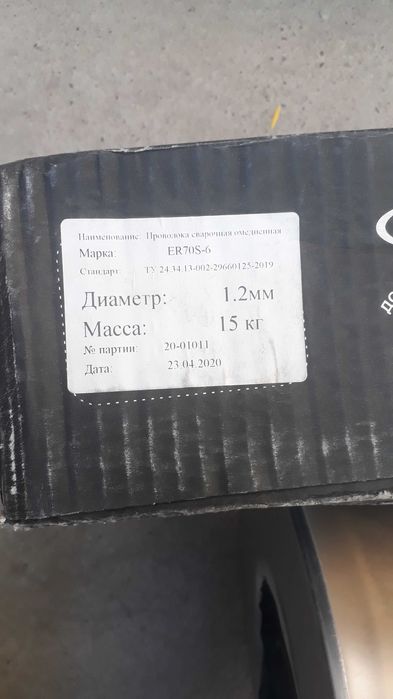 Наименование: Проволока сварочная омедненная
Марка: ER70S-6
Стандарт: ТУ 24.34.13-002-29660125-2019
Диаметр: 1.2мм
Масса: 15 кг
№ партии: 20-01011
Дата: 23.04.2020